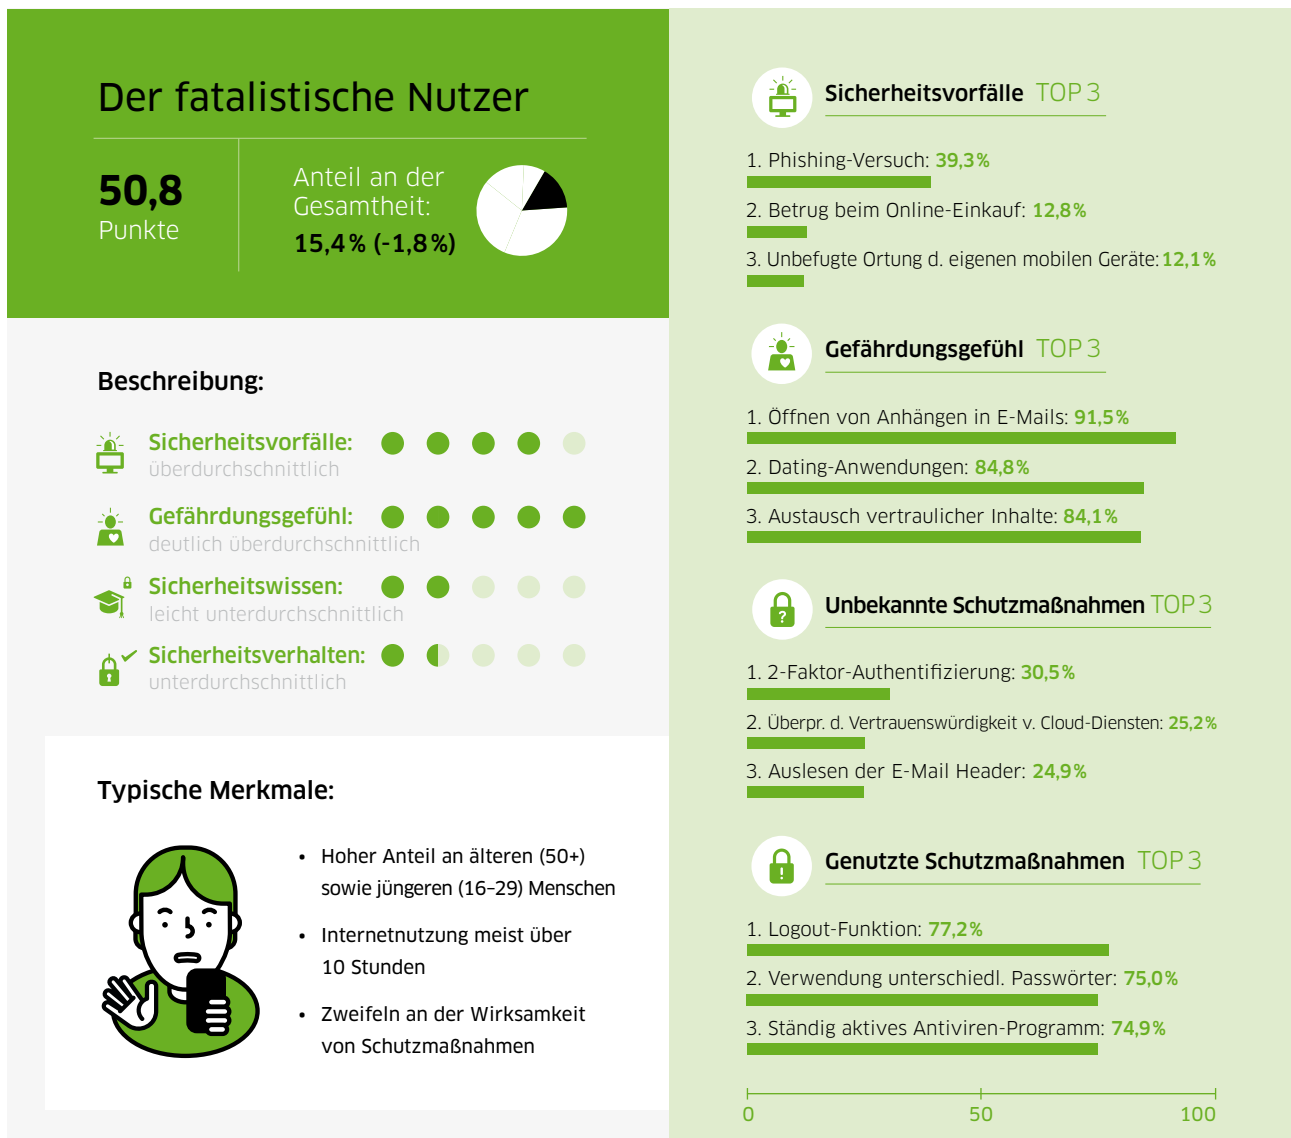 Der fatalistische Nutzer
50,8
Punkte
Anteil an der
Gesamtheit:
15,4% (-1,8%)
Beschreibung:
Sicherheitsvorfälle:
überdurchschnittlich
Gefährdungsgefühl:
deutlich überdurchschnittlich
Sicherheitswissen:
leicht unterdurchschnittlich
Sicherheitsverhalten:
unterdurchschnittlich
Typische Merkmale:
• Hoher Anteil an älteren (50+)
sowie jüngeren (16–29) Menschen
• Internetnutzung meist über
10 Stunden
• Zweifeln an der Wirksamkeit
von Schutzmaßnahmen
Sicherheitsvorfälle TOP 3
1. Phishing-Versuch: 39,3%
2. Betrug beim Online-Einkauf: 12,8%
3. Unbefugte Ortung d. eigenen mobilen Geräte: 12,1%
Gefährdungsgefühl TOP 3
1. Öffnen von Anhängen in E-Mails: 91,5%
2. Dating-Anwendungen: 84,8%
3. Austausch vertraulicher Inhalte: 84,1%
Unbekannte Schutzmaßnahmen TOP 3
1. 2-Faktor-Authentifizierung: 30,5%
2. Überpr. d. Vertrauenswürdigkeit v. Cloud-Diensten: 25,2%
3. Auslesen der E-Mail Header: 24,9%
Genutzte Schutzmaßnahmen TOP 3
1. Logout-Funktion: 77,2%
2. Verwendung unterschiedl. Passwörter: 75,0%
3. Ständig aktives Antiviren-Programm: 74,9%
0 50 100